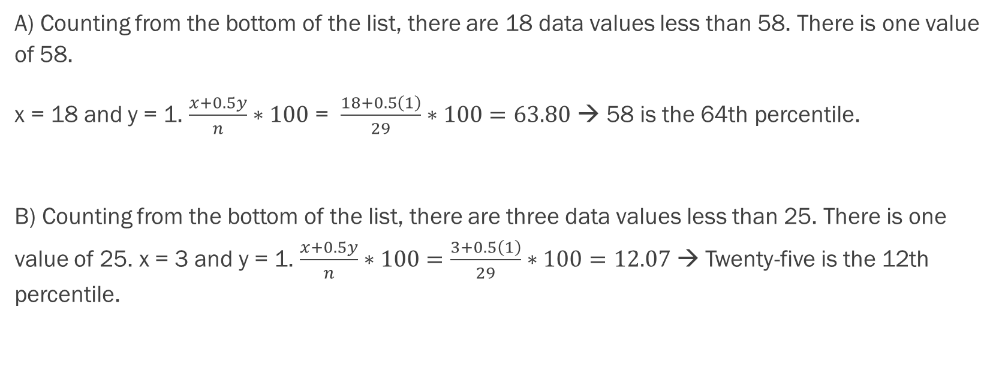 A) Counting from the bottom of the list, there are 18 data values less than 58. There is one value
of 58.
x = 18 and y = 1. \frac{x+0.5y}{n} ∗ 100 = \frac{18+0.5(1)}{29} ∗ 100 = 63.80 → 58 is the 64th percentile.
B) Counting from the bottom of the list, there are three data values less than 25. There is one
value of 25. x = 3 and y = 1. \frac{x+0.5y}{n} ∗ 100 = \frac{3+0.5(1)}{29} ∗ 100 = 12.07 → Twenty-five is the 12th
percentile.